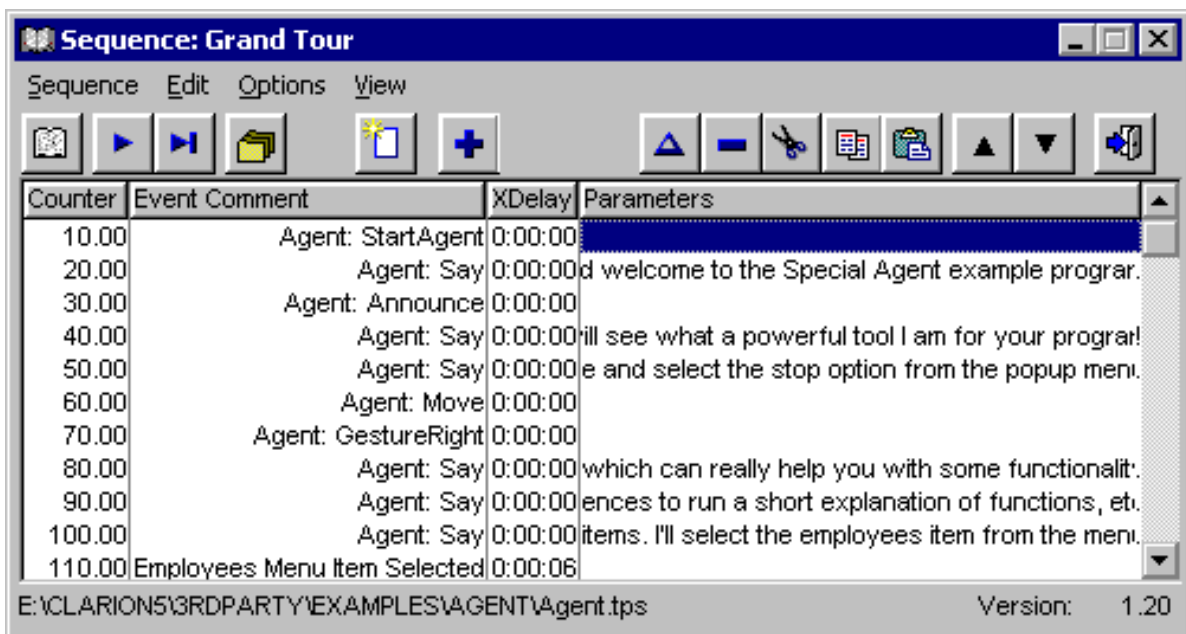 Sequence: Grand Tour
Sequence Edit Options View
Counter Event Comment XDelay Parameters
10.00 Agent: StartAgent 0:00:00
20.00 Agent: Say 0:00:00 d welcome to the Special Agent example prograr.
30.00 Agent: Announce 0:00:00
40.00 Agent: Say 0:00:00 ill see what a powerful tool I am for your prograr!
50.00 Agent: Say 0:00:00 e and select the stop option from the popup menu.
60.00 Agent: Move 0:00:00
70.00 Agent: GestureRight 0:00:00
80.00 Agent: Say 0:00:00 which can really help you with some functionality.
90.00 Agent: Say 0:00:00 ences to run a short explanation of functions, etc.
100.00 Agent: Say 0:00:00 items. I'll select the employees item from the menu.
110.00 Employees Menu Item Selected 0:00:06
E:\CLARION5\3RDPARTY\EXAMPLES\AGENT\Agent.tps Version: 1.20